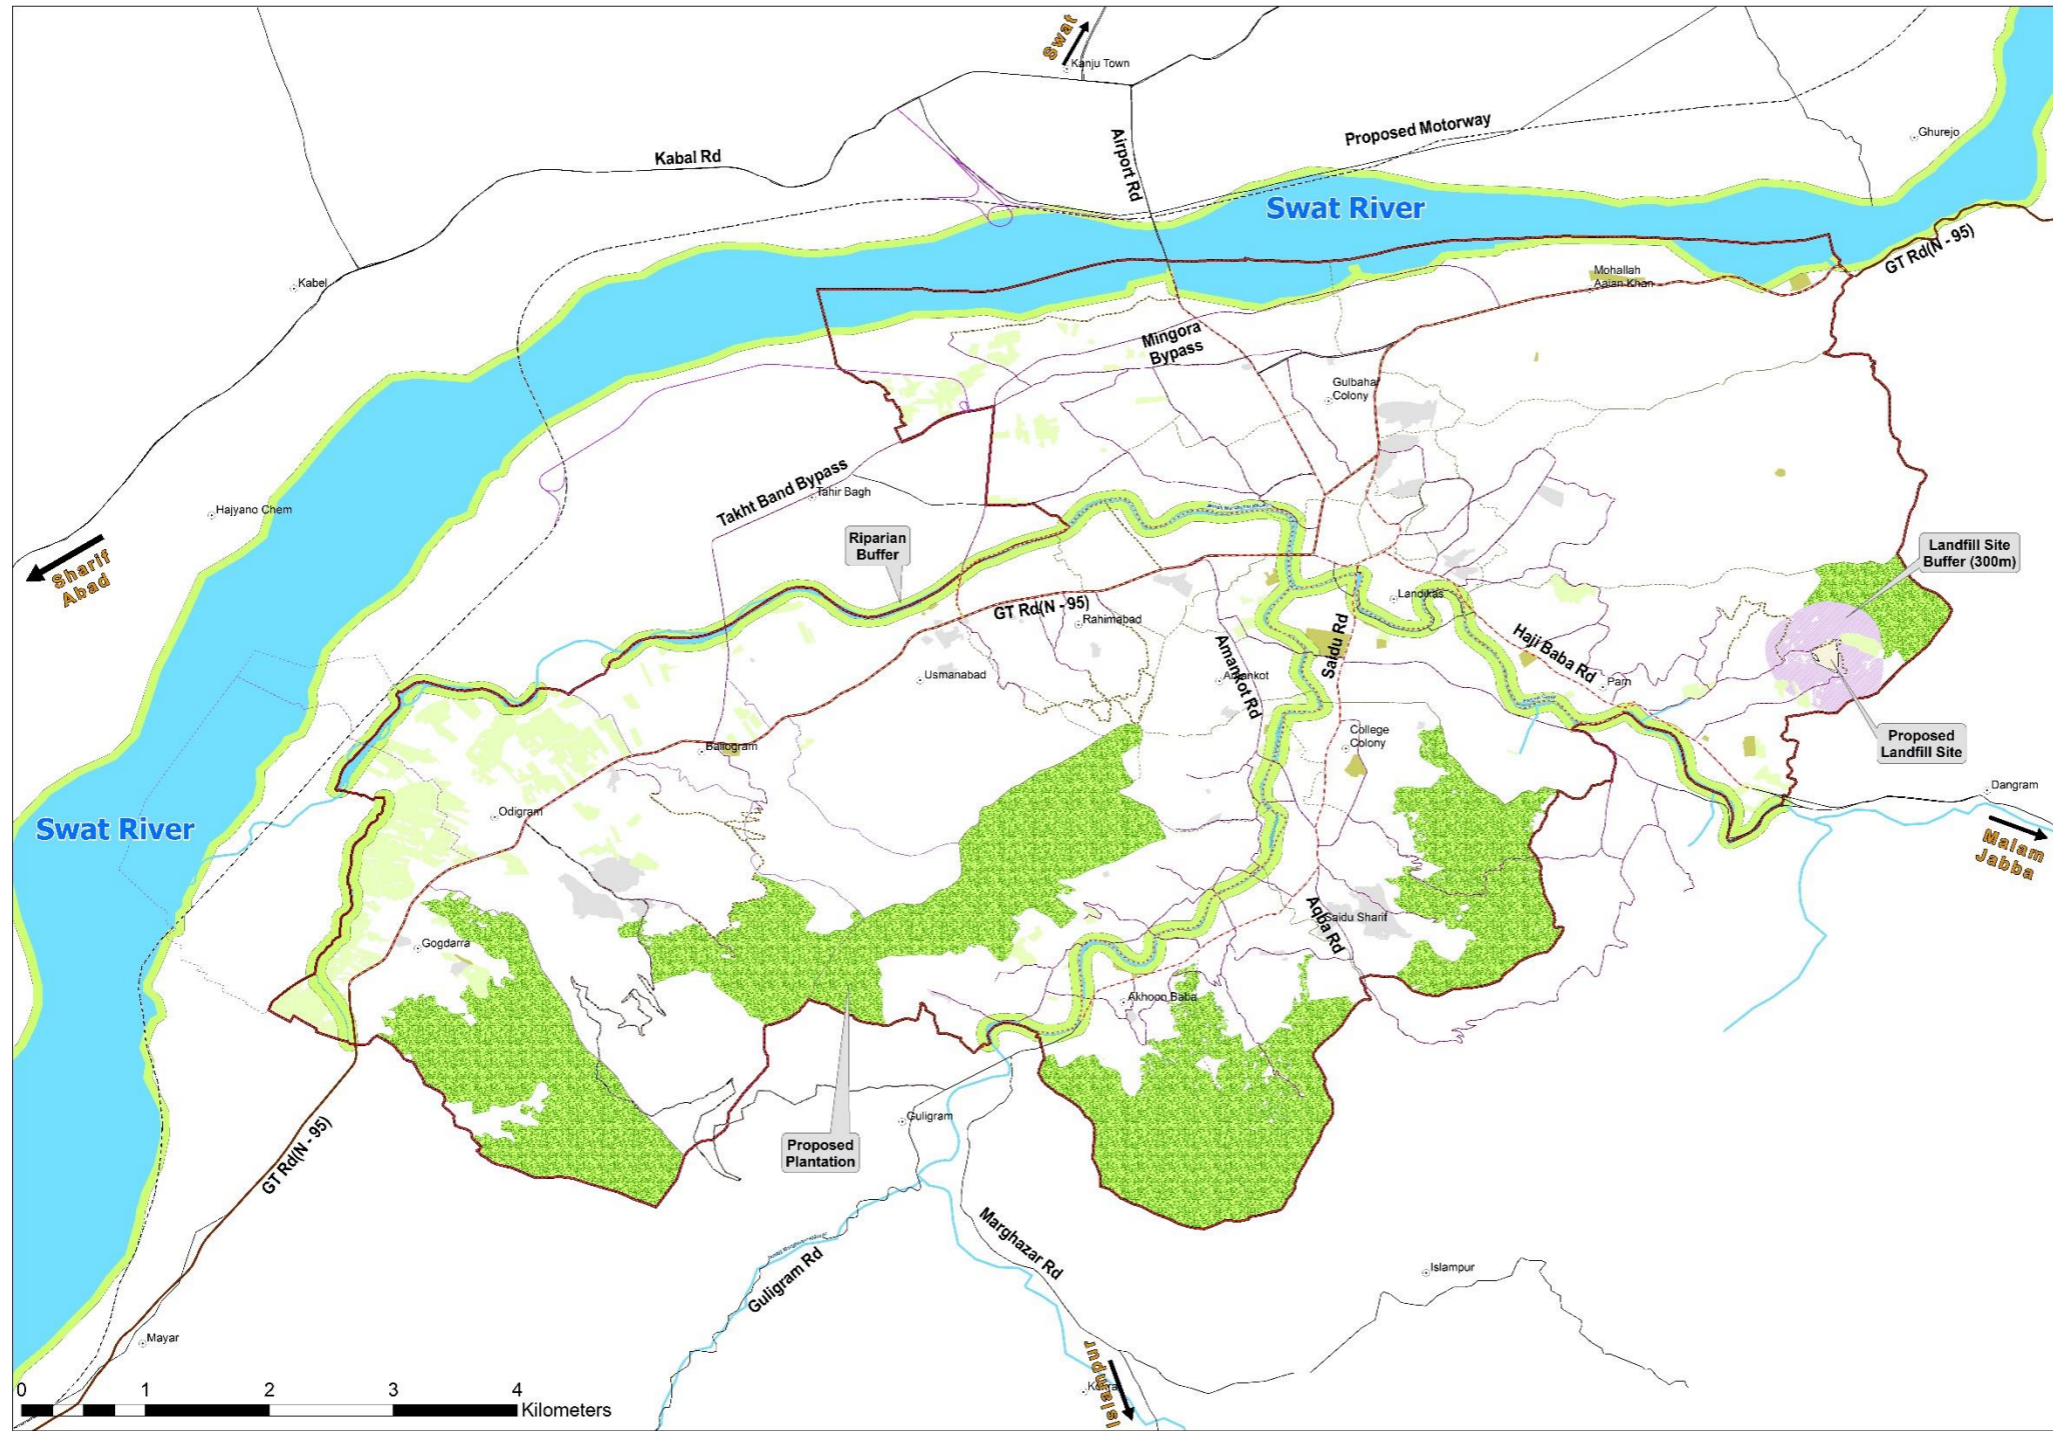 Swat
Kanju Town
Kabal Rd
Airport Rd
Proposed Motorway
Ghurejo
Swat River
GT Rd(N - 95)
Kabel
Mohallah
Aaian Khan
Mingora
Bypass
Gulbahar
Colony
Takht Band Bypass
Tahir Bagh
Hajyano Chem
Sharif
Abad
Riparian
Buffer
Landfill Site
Buffer (300m)
GT Rd(N - 95)
Rahimabad
Landikas
Usmanabad
Amankot Rd
Amankot
Saidu Rd
Haji Baba Rd
Pam
Proposed
Landfill Site
Ballogram
College
Colony
Odigram
Swat River
Dangram
Malam
Jabba
Gogdarra
Aqba Rd
Saidu Sharif
Akhoon Baba
Guligram
Proposed
Plantation
GT Rd(N - 95)
Guligram Rd
Marghazar Rd
Islampur
Mayar
Islampur
0 1 2 3 4
Kilometers